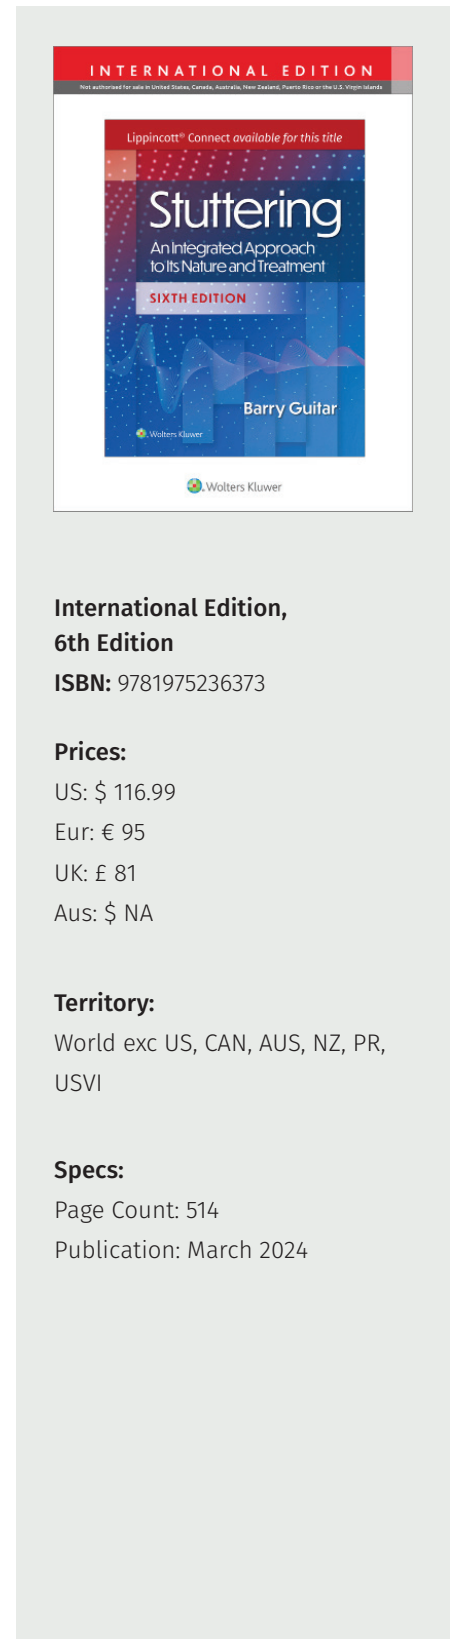 INTERNATIONAL EDITION
Not authorised for sale in United States, Canada, Australia, New Zealand, Puerto Rico or the U.S. Virgin Islands
Lippincott® Connect available for this title
Stuttering
An Integrated Approach
to Its Nature and Treatment
SIXTH EDITION
Barry Guitar
Wolters Kluwer
Wolters Kluwer
International Edition,
6th Edition
ISBN: 9781975236373
Prices:
US: $ 116.99
Eur: € 95
UK: £ 81
Aus: $ NA
Territory:
World exc US, CAN, AUS, NZ, PR,
USVI
Specs:
Page Count: 514
Publication: March 2024